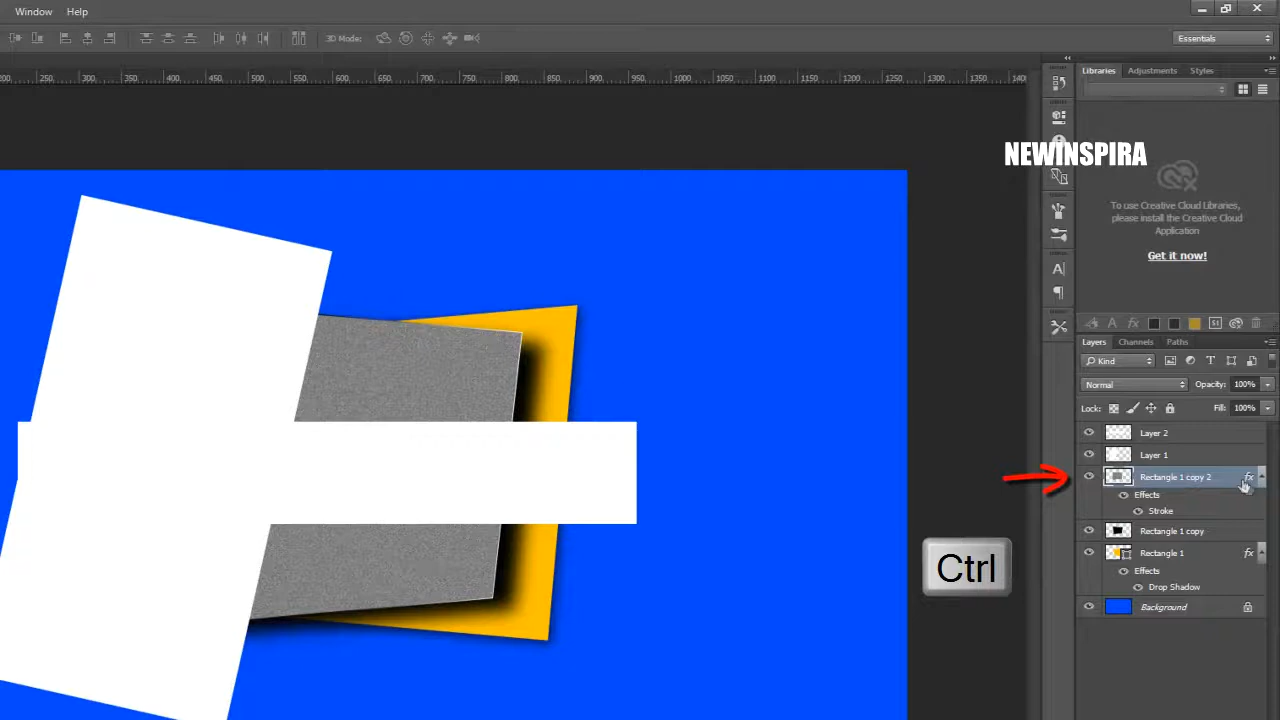 Window Help
3D Mode:
Essentials
200 250 300 350 400 450 500 550 600 650 700 750 800 850 900 950 1000 1050 1100 1150 1200 1250 1300 1350 140
Libraries Adjustments Styles
NEWINSPIRA
To use Creative Cloud Libraries,
please install the Creative Cloud
Application
Get it now!
Layers Channels Paths
Kind
Normal Opacity: 100%
Lock: Fill: 100%
Layer 2
Layer 1
Rectangle 1 copy 2 fx
Effects
Stroke
Rectangle 1 copy
Rectangle 1 fx
Effects
Drop Shadow
Background
Ctrl